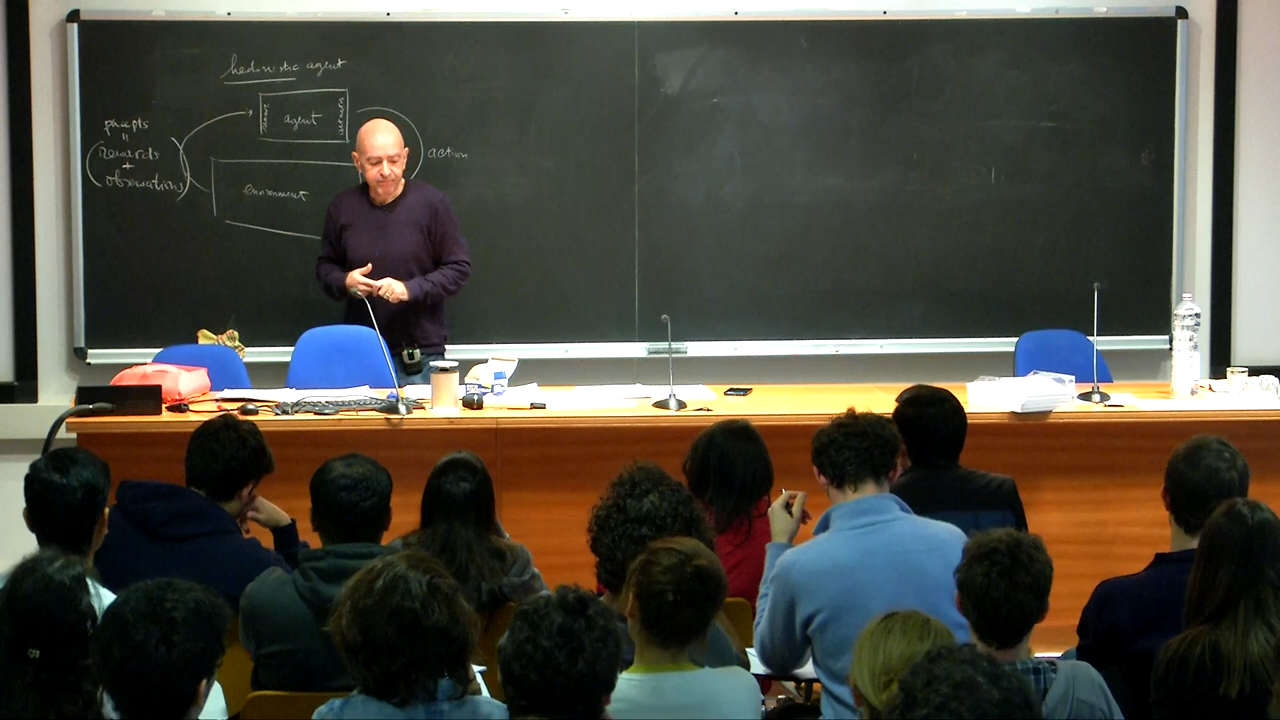 hedonistic agent
agent
percepts
"
(rewards
+
observations)
action
environment